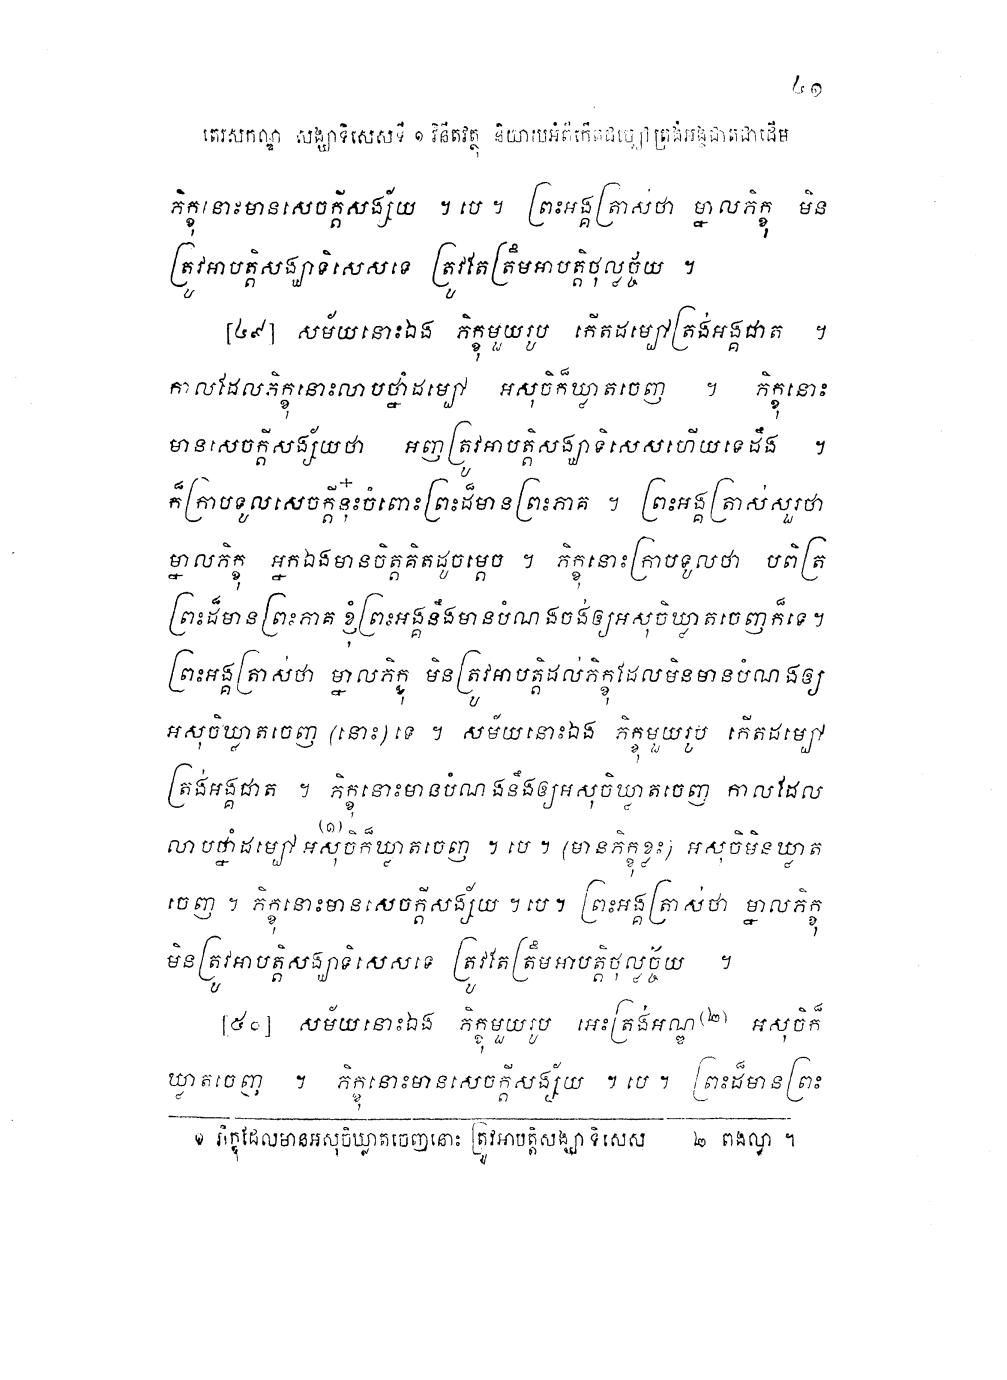 ៤១
តេរសកណ្ឌ សង្ឃាទិសេសទី ១ វិនីតវត្ថុ និយាយអំពីកើតដម្បៅត្រង់អង្គជាតជាដើម
ភិក្ខុនោះមានសេចក្តីសង្ស័យ ។ បេ ។ ព្រះអង្គត្រាស់ថា ម្នាលភិក្ខុ មិន
ត្រូវអាបត្តិសង្ឃាទិសេសទេ ត្រូវតែត្រឹមអាបត្តិថុល្លច្ច័យ ។
[៤៩] សម័យនោះឯង ភិក្ខុមួយរូប កើតដម្បៅត្រង់អង្គជាត ។
កាលដែលភិក្ខុនោះលាបថ្នាំដម្បៅ អសុចិក៏ឃ្លាតចេញ ។ ភិក្ខុនោះ
មានសេចក្តីសង្ស័យថា អញត្រូវអាបត្តិសង្ឃាទិសេសហើយទេដឹង ។
ក៏ក្រាបទូលសេចក្តីនុ៎ះចំពោះព្រះដ៏មានព្រះភាគ ។ ព្រះអង្គត្រាស់សួរថា
ម្នាលភិក្ខុ អ្នកឯងមានចិត្តគិតដូចម្តេច ។ ភិក្ខុនោះក្រាបទូលថា បពិត្រ
ព្រះដ៏មានព្រះភាគ ខ្ញុំព្រះអង្គនឹងមានបំណងចង់ឲ្យអសុចិឃ្លាតចេញក៏ទេ ។
ព្រះអង្គត្រាស់ថា ម្នាលភិក្ខុ មិនត្រូវអាបត្តិដល់ភិក្ខុដែលមិនមានបំណងឲ្យ
អសុចិឃ្លាតចេញ (នោះ) ទេ ។ សម័យនោះឯង ភិក្ខុមួយរូប កើតដម្បៅ
ត្រង់អង្គជាត ។ ភិក្ខុនោះមានបំណងនឹងឲ្យអសុចិឃ្លាតចេញ កាលដែល
លាបថ្នាំដម្បៅ អសុចិក៏ឃ្លាតចេញ (១) ។ បេ ។ (មានភិក្ខុខ្លះ) អសុចិមិនឃ្លាត
ចេញ ។ ភិក្ខុនោះមានសេចក្តីសង្ស័យ ។ បេ ។ ព្រះអង្គត្រាស់ថា ម្នាលភិក្ខុ
មិនត្រូវអាបត្តិសង្ឃាទិសេសទេ ត្រូវតែត្រឹមអាបត្តិថុល្លច្ច័យ ។
[៥០] សម័យនោះឯង ភិក្ខុមួយរូប អេះត្រង់អណ្ឌ (២) អសុចិក៏
ឃ្លាតចេញ ។ ភិក្ខុនោះមានសេចក្តីសង្ស័យ ។ បេ ។ ព្រះដ៏មានព្រះ
១ ភិក្ខុដែលមានអសុចិឃ្លាតចេញនោះ ត្រូវអាបត្តិសង្ឃាទិសេស ២ ពងស្វា ។